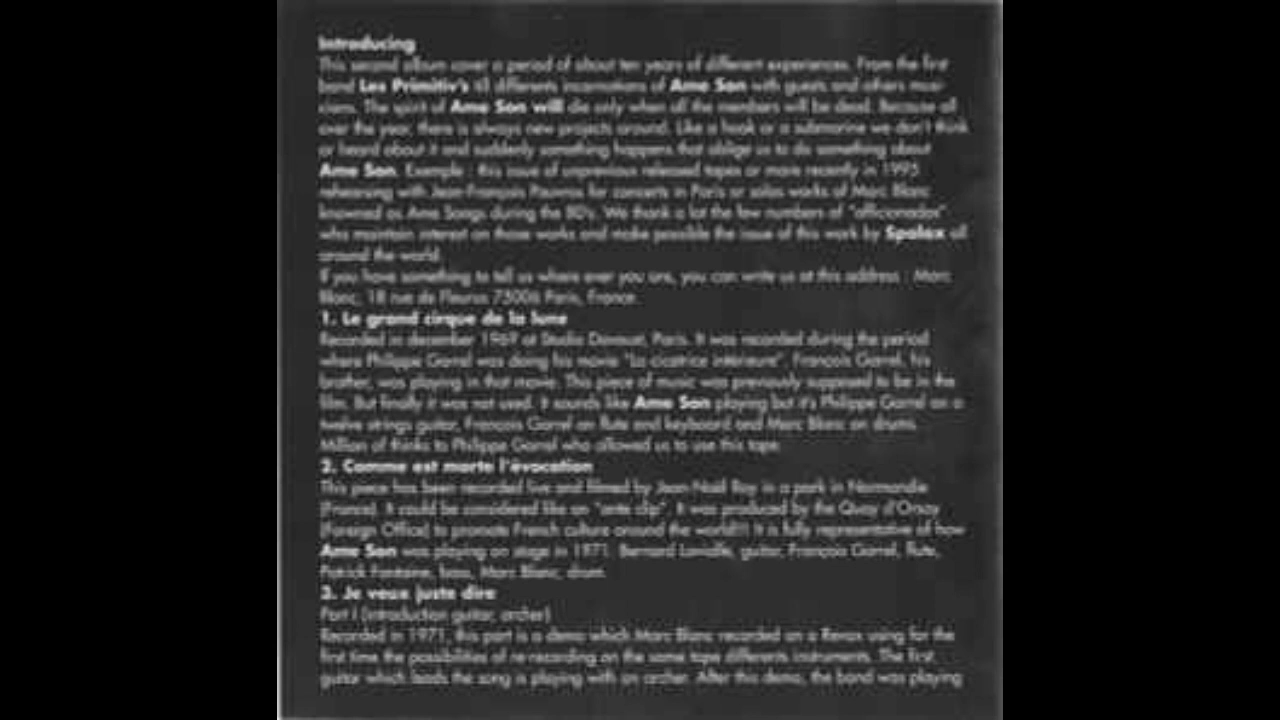 Introducing
This second album cover a period of about ten years of different experiences. From the first
band Les Primitiv's til differents incarnations of Ame Son with guests and others musi-
cians. The spirit of Ame Son will die only when all the members will be dead. Because all
over the year, there is always new projects around. Like a hook or a submarine we don't think
or heard about it and suddenly something happens that oblige us to do something about
Ame Son. Example : this issue of unprevious released tapes or more recently in 1995
rehearsing with Jean-François Pauvros for concerts in Paris or solos works of Marc Blanc
knowned as Ame Songs during the 80's. We thank a lot the few numbers of "officionados"
who maintain interest on those works and make possible the issue of this work by Spalax all
around the world.
If you have something to tell us where ever you are, you can write us at this address : Marc
Blanc, 18 rue de Fleurus 75006 Paris, France.
1. Le grand cirque de la lune
Recorded in december 1969 at Studio Davout, Paris. It was recorded during the period
where Philippe Garrel was doing his movie "La cicatrice intérieure". François Garrel, his
brother, was playing in that movie. This piece of music was previously supposed to be in the
film. But finally it was not used. It sounds like Ame Son playing but it's Philippe Garrel on a
twelve strings guitar, François Garrel on flute and keyboard and Marc Blanc on drums.
Million of thinks to Philippe Garrel who allowed us to use this tape.
2. Comme est morte l'évocation
This piece has been recorded live and filmed by Jean-Noël Roy in a park in Normandie
(France). It could be considered like an "ante clip". It was produced by the Quay d'Orsay
(Foreign Office) to promote French culture around the world!!! It is fully representative of how
Ame Son was playing on stage in 1971. Bernard Lavialle, guitar, François Garrel, flute,
Patrick Fontaine, bass, Marc Blanc, drum.
3. Je veux juste dire
Part I (introduction guitar, archer)
Recorded in 1971, this part is a demo which Marc Blanc recorded on a Revox using for the
first time the possibilities of re-recording on the same tape differents instruments. The first
guitar which leads the song is playing with an archer. After this demo, the band was playing